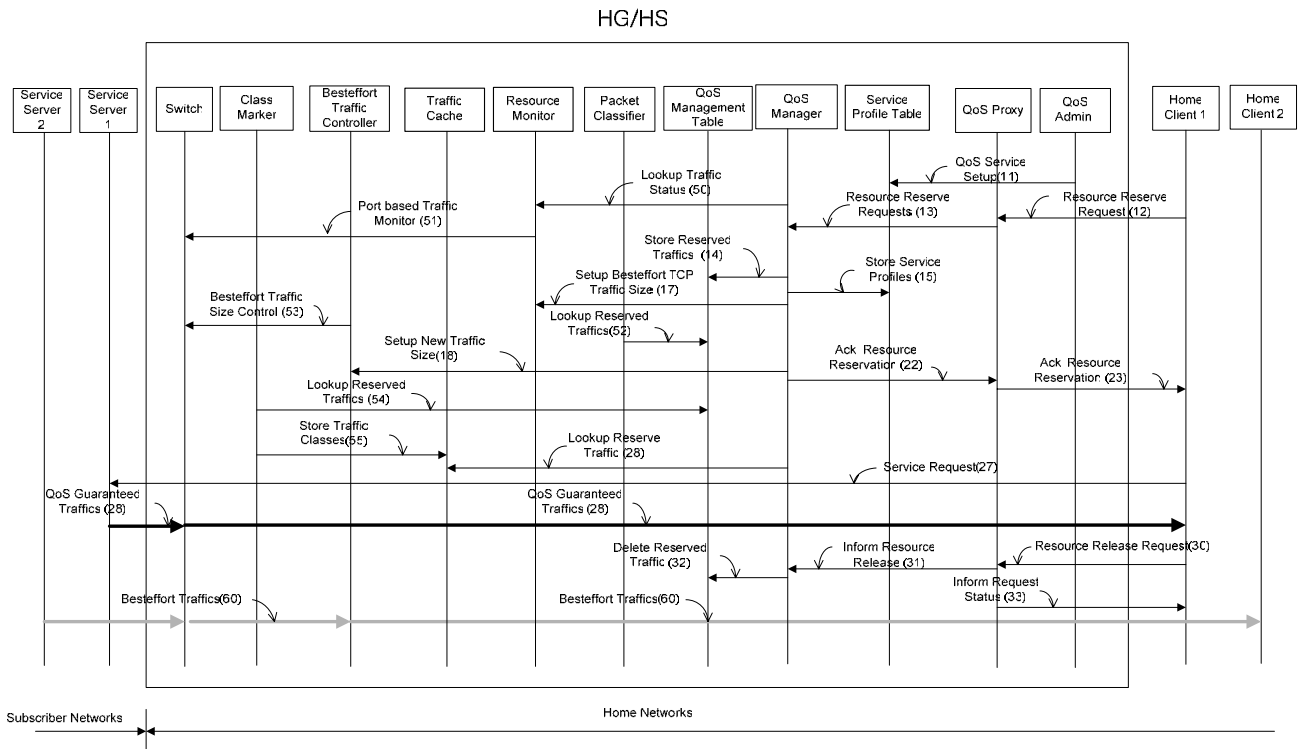 HG/HS
Service
Server
2
Service
Server
1
Switch
Class
Marker
Besteffort
Traffic
Controller
Traffic
Cache
Resource
Monitor
Packet
Classifier
QoS
Management
Table
QoS
Manager
Service
Profile Table
QoS Proxy
QoS
Admin
Home
Client 1
Home
Client 2
QoS Service
Setup(11)
Lookup Traffic
Status (50)
Resource Reserve
Requests (13)
Resource Reserve
Request (12)
Port based Traffic
Monitor (51)
Store Reserved
Traffics (14)
Store Service
Profiles (15)
Setup Besteffort TCP
Traffic Size (17)
Besteffort Traffic
Size Control (53)
Lookup Reserved
Traffics(52)
Setup New Traffic
Size(18)
Ack Resource
Reservation (22)
Ack Resource
Reservation (23)
Lookup Reserved
Traffics (54)
Store Traffic
Classes(55)
Lookup Reserve
Traffic (28)
Service Request(27)
QoS Guaranteed
Traffics (28)
QoS Guaranteed
Traffics (28)
Delete Reserved
Traffic (32)
Inform Resource
Release (31)
Resource Release Request(30)
Inform Request
Status (33)
Besteffort Traffics(60)
Besteffort Traffics(60)
Subscriber Networks
Home Networks